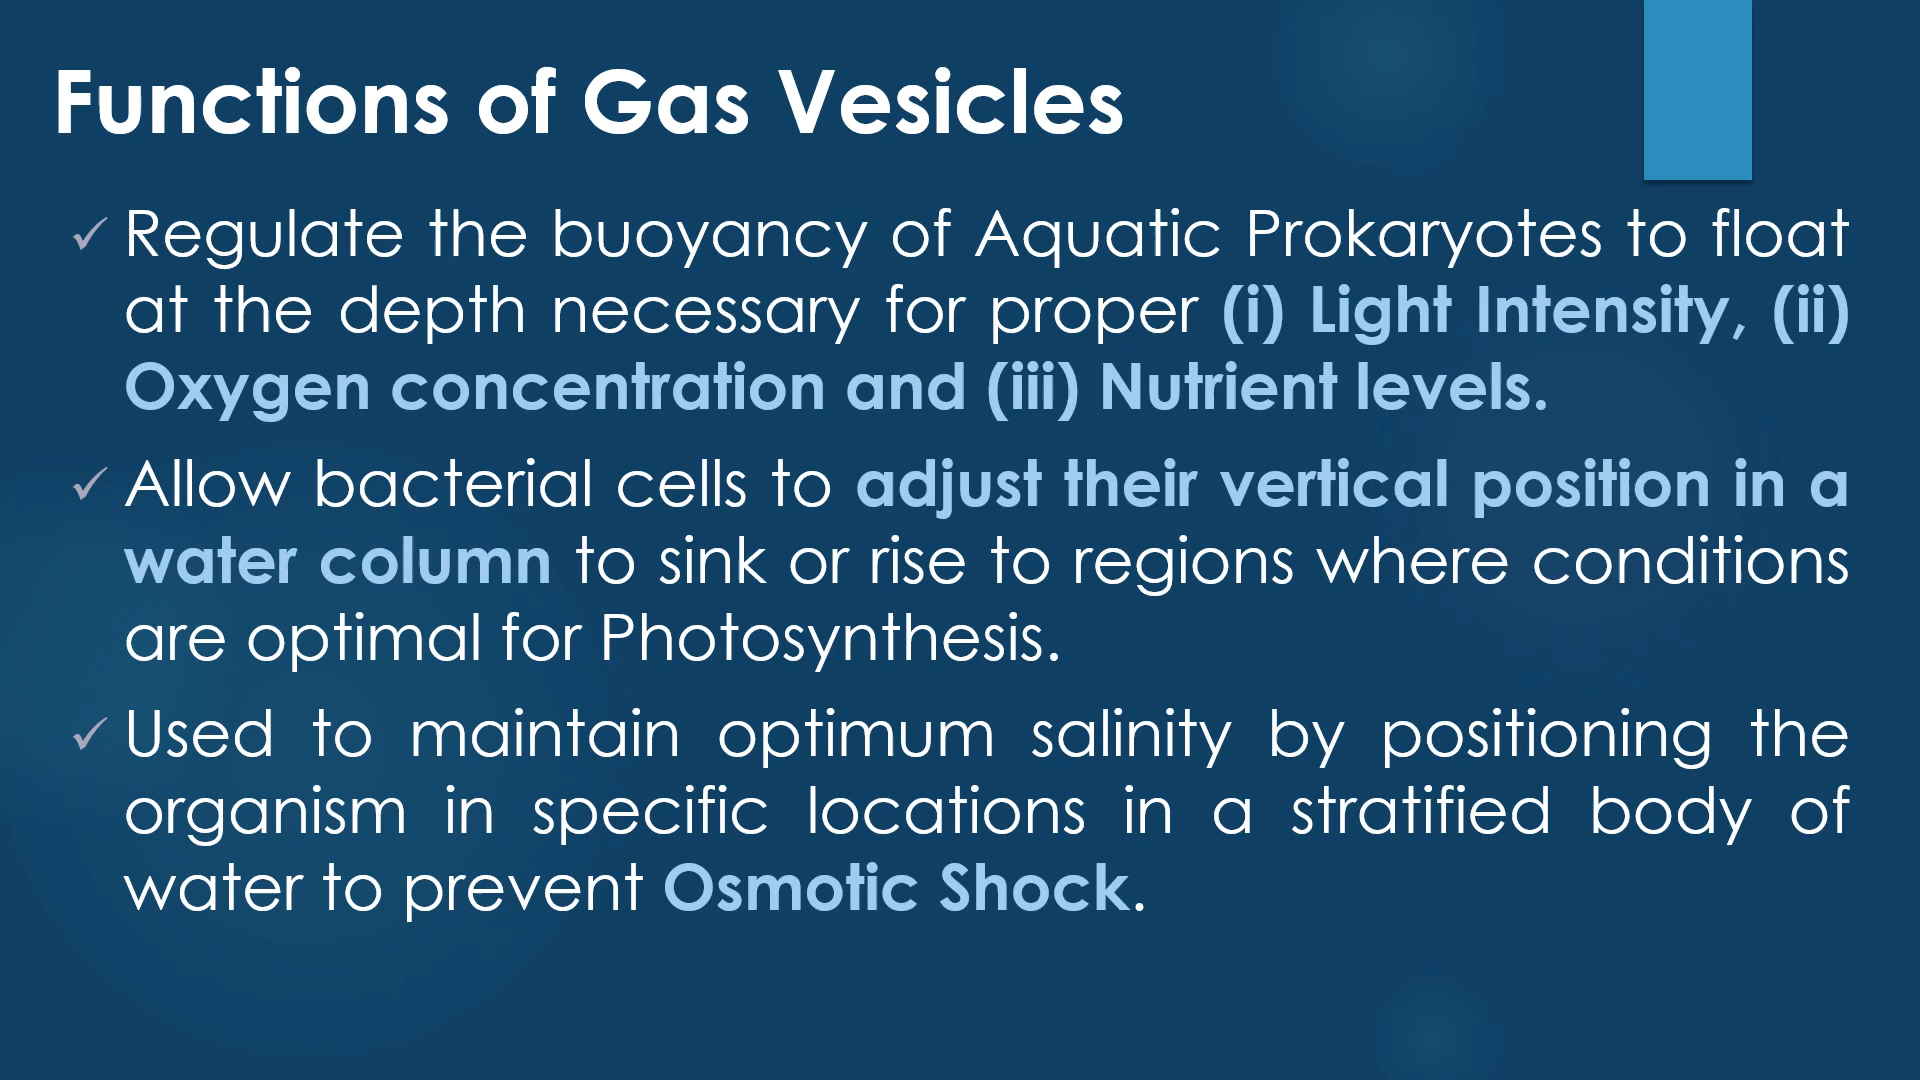 Functions of Gas Vesicles
✓ Regulate the buoyancy of Aquatic Prokaryotes to float
at the depth necessary for proper (i) Light Intensity, (ii)
Oxygen concentration and (iii) Nutrient levels.
✓ Allow bacterial cells to adjust their vertical position in a
water column to sink or rise to regions where conditions
are optimal for Photosynthesis.
✓ Used to maintain optimum salinity by positioning the
organism in specific locations in a stratified body of
water to prevent Osmotic Shock.